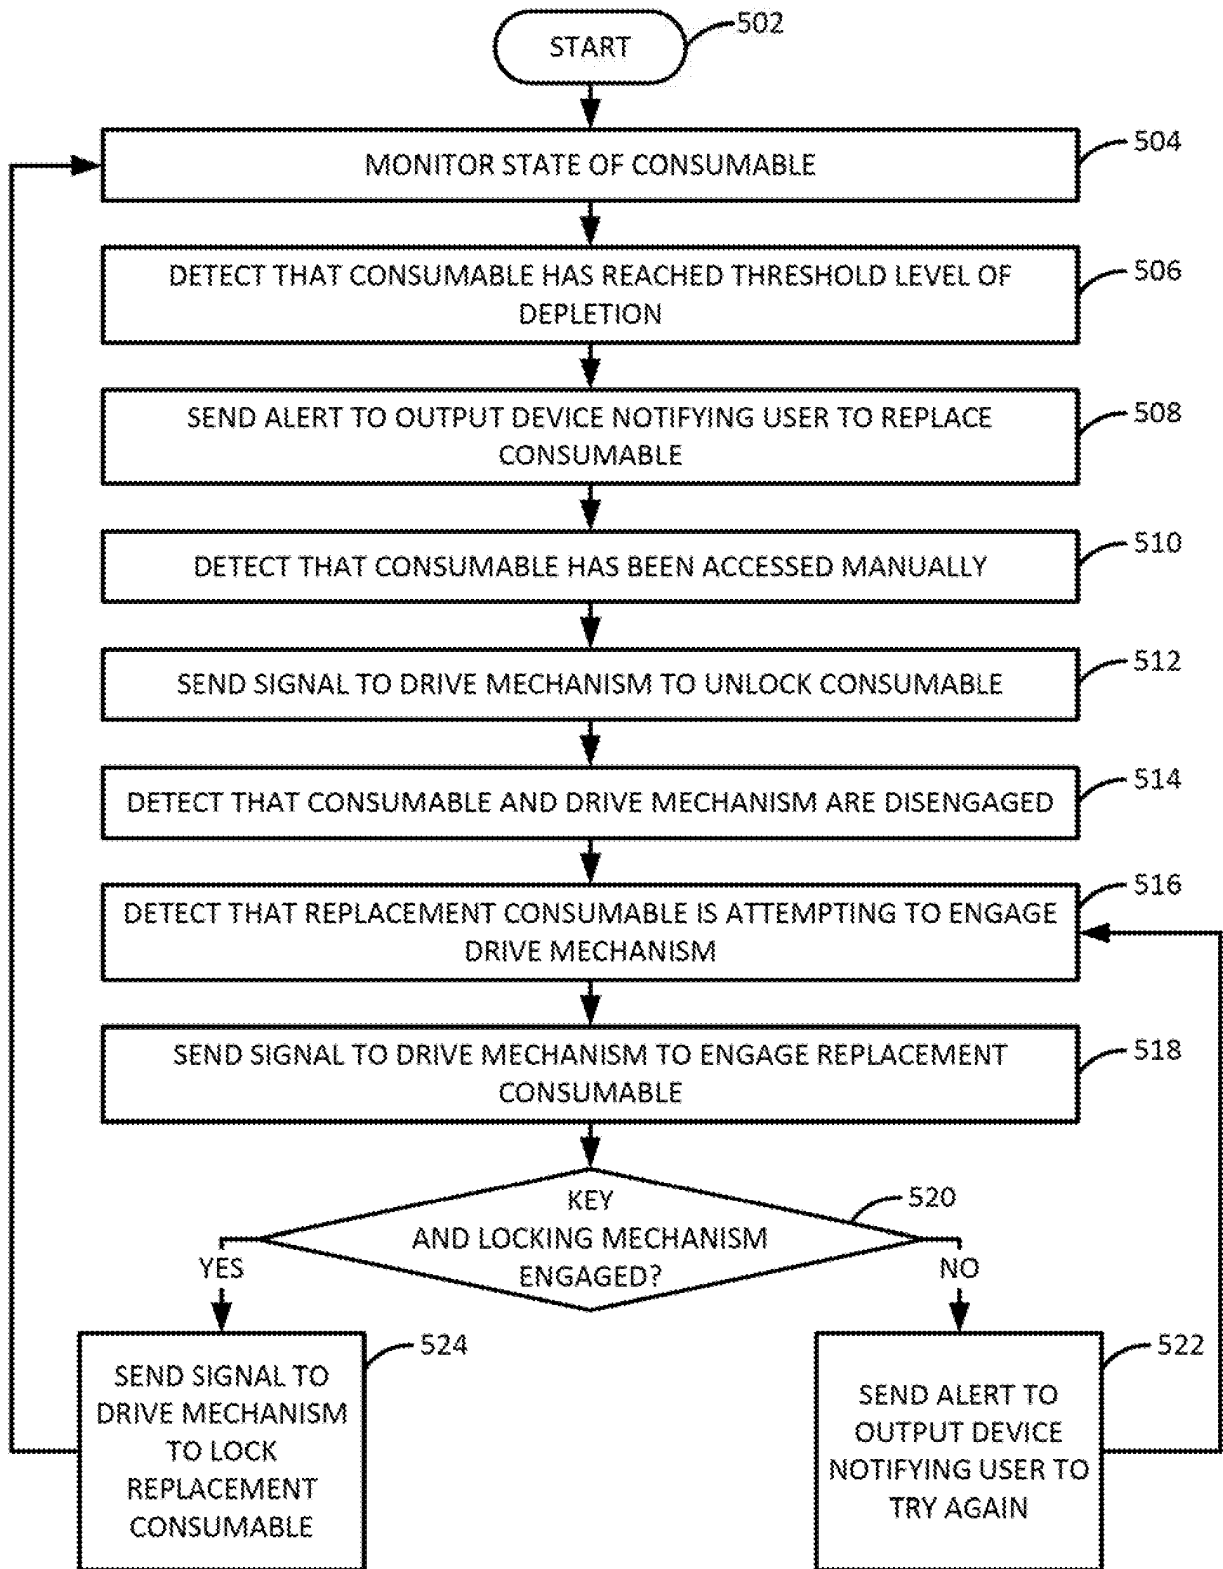 START
502
MONITOR STATE OF CONSUMABLE
504
DETECT THAT CONSUMABLE HAS REACHED THRESHOLD LEVEL OF
DEPLETION
506
SEND ALERT TO OUTPUT DEVICE NOTIFYING USER TO REPLACE
CONSUMABLE
508
DETECT THAT CONSUMABLE HAS BEEN ACCESSED MANUALLY
510
SEND SIGNAL TO DRIVE MECHANISM TO UNLOCK CONSUMABLE
512
DETECT THAT CONSUMABLE AND DRIVE MECHANISM ARE DISENGAGED
514
DETECT THAT REPLACEMENT CONSUMABLE IS ATTEMPTING TO ENGAGE
DRIVE MECHANISM
516
SEND SIGNAL TO DRIVE MECHANISM TO ENGAGE REPLACEMENT
CONSUMABLE
518
KEY
AND LOCKING MECHANISM
ENGAGED?
520
YES
NO
SEND SIGNAL TO
DRIVE MECHANISM
TO LOCK
REPLACEMENT
CONSUMABLE
524
SEND ALERT TO
OUTPUT DEVICE
NOTIFYING USER TO
TRY AGAIN
522